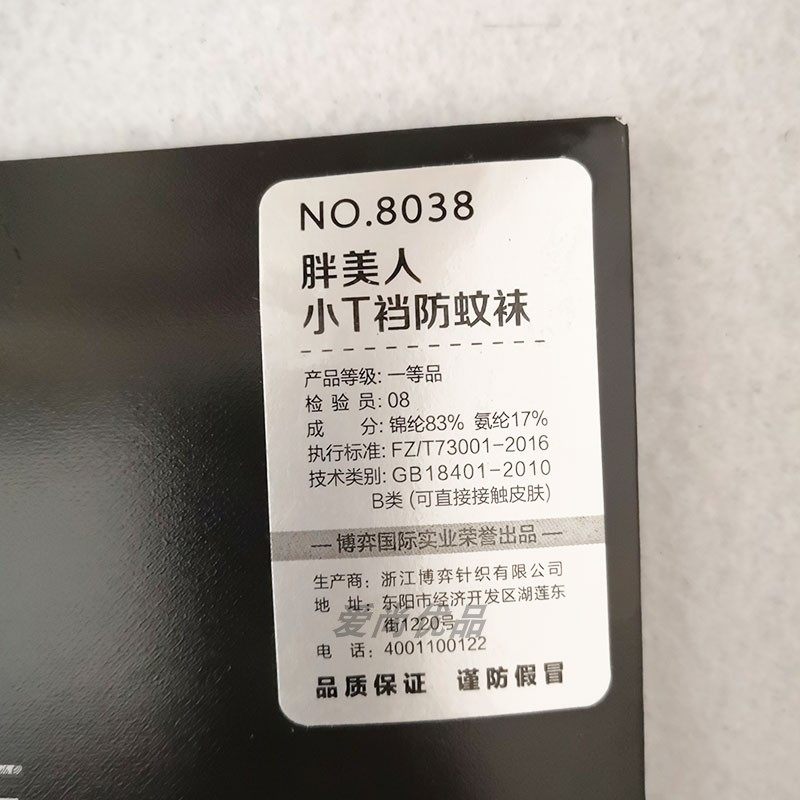 NO.8038
胖美人
小T裆防蚊袜
产品等级: 一等品
检 验 员: 08
成 分: 锦纶83% 氨纶17%
执行标准: FZ/T73001-2016
技术类别: GB18401-2010
B类 (可直接接触皮肤)
— 博弈国际实业荣誉出品 —
生产商: 浙江博弈针织有限公司
地 址: 东阳市经济开发区湖莲东
街1220号
爱尚优品
电 话: 4001100122
品质保证 谨防假冒